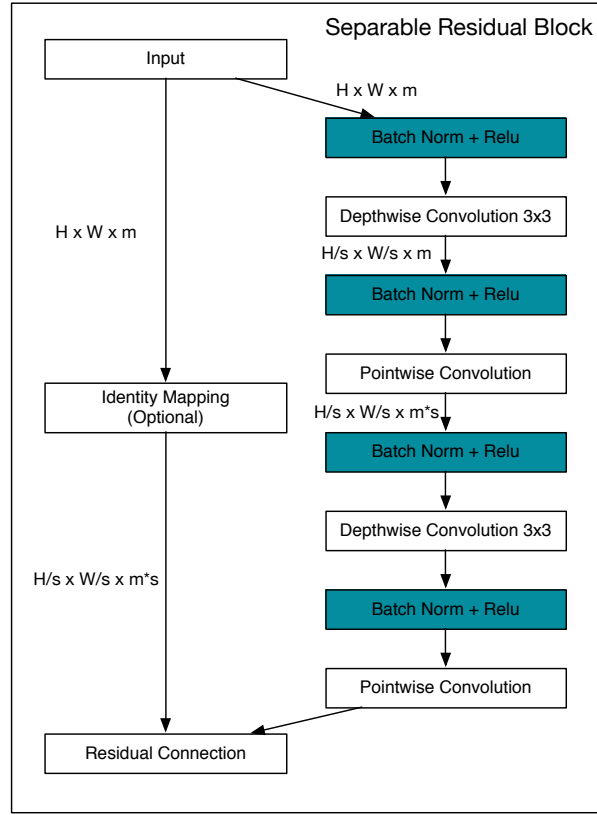 Separable Residual Block
Input
H x W x m
Batch Norm + Relu
Depthwise Convolution 3x3
H x W x m
H/s x W/s x m
Batch Norm + Relu
Pointwise Convolution
Identity Mapping
(Optional)
H/s x W/s x m*s
Batch Norm + Relu
Depthwise Convolution 3x3
H/s x W/s x m*s
Batch Norm + Relu
Pointwise Convolution
Residual Connection